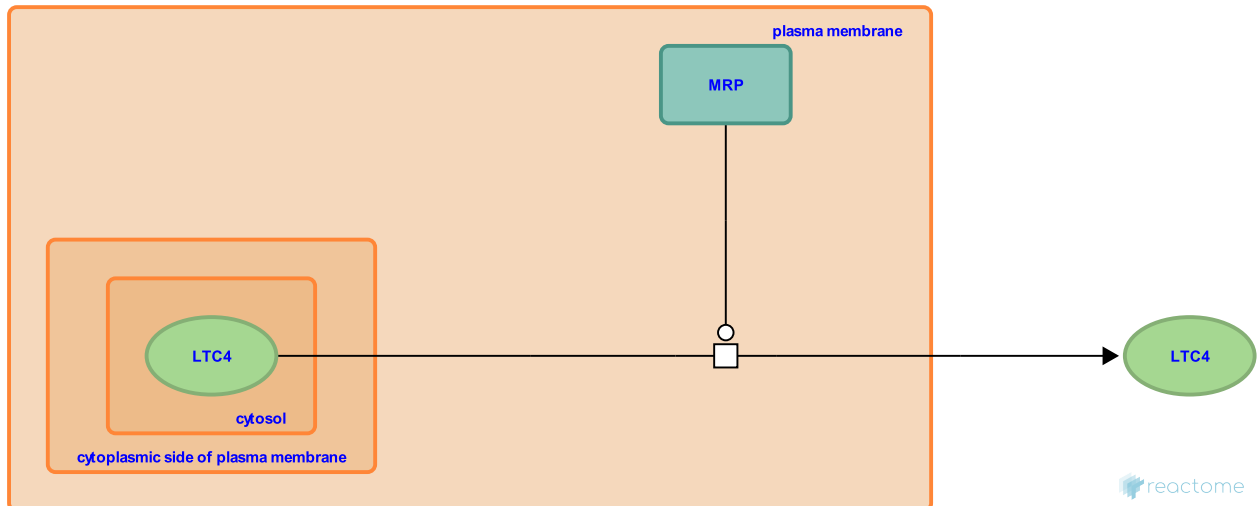 plasma membrane
MRP
LTC4
LTC4
cytosol
cytoplasmic side of plasma membrane
reactome